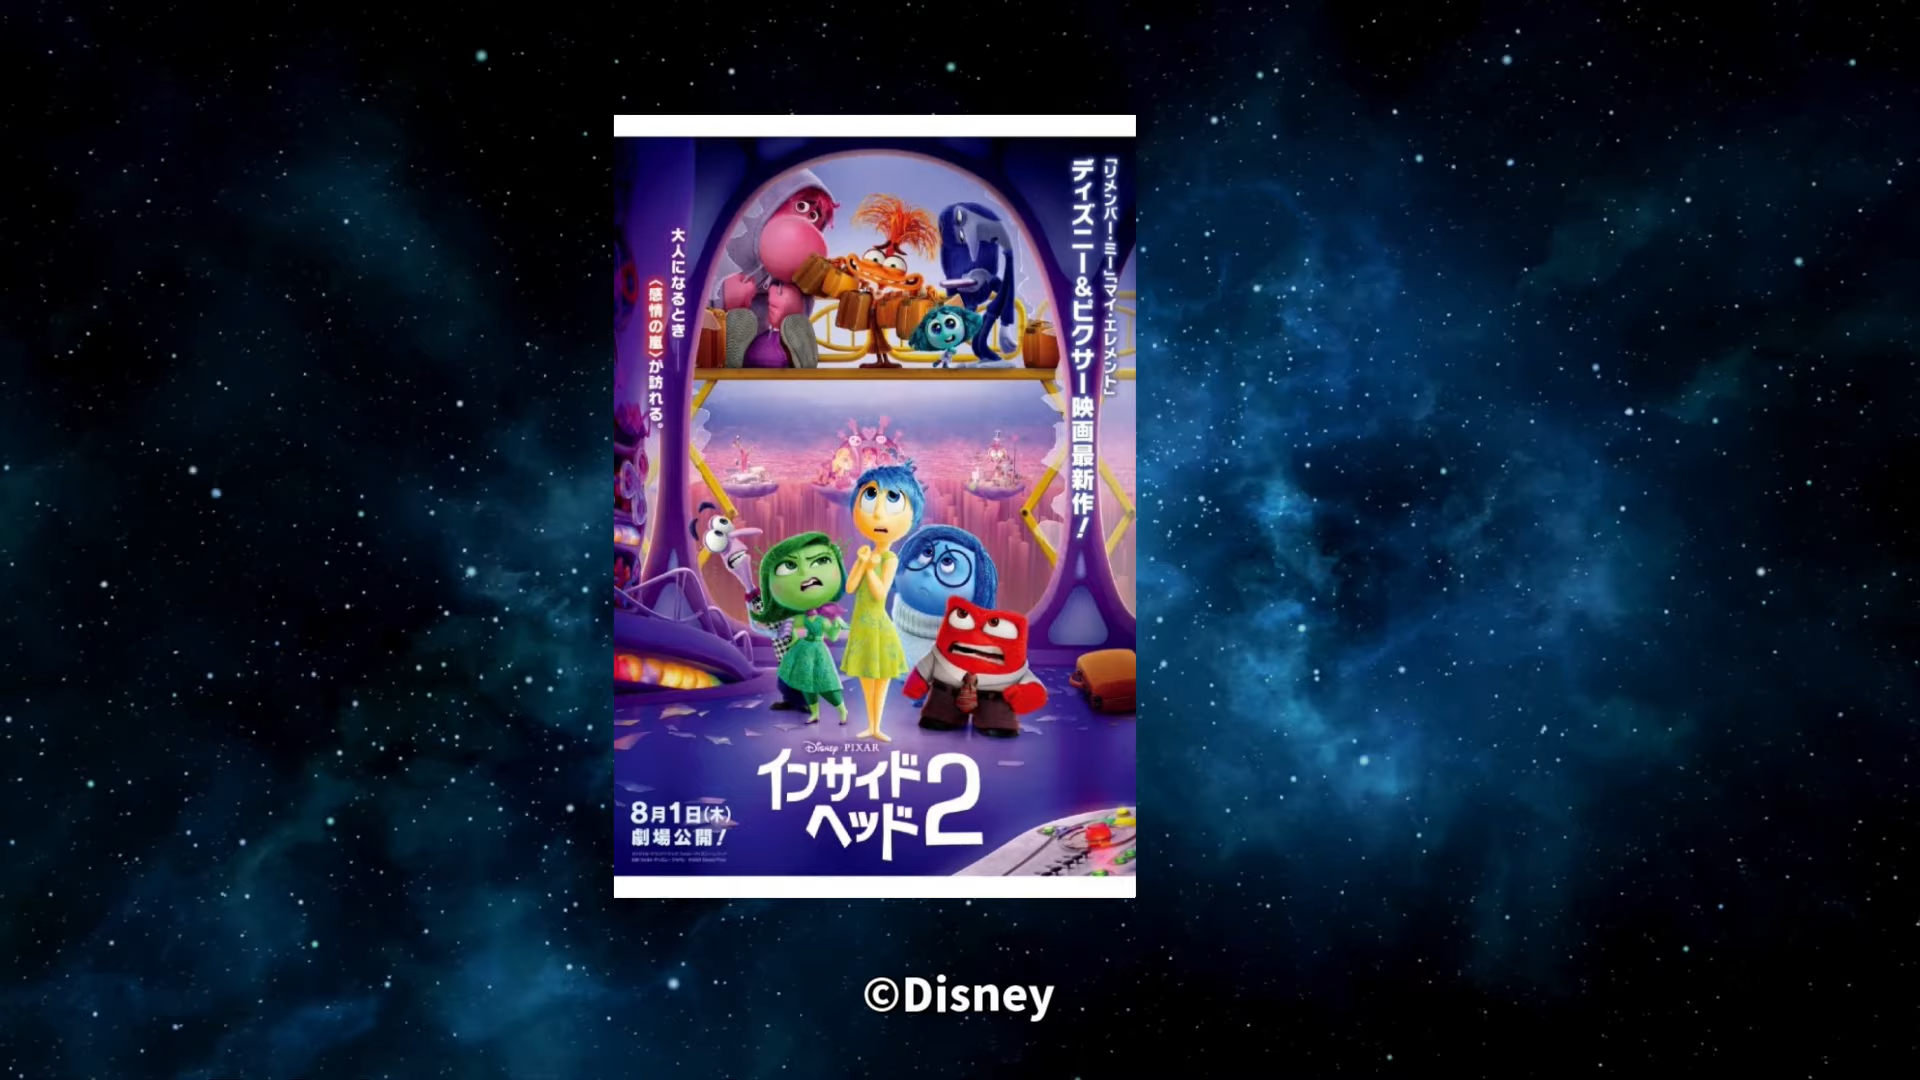 「リメンバー・ミー」「マイ・エレメント」
ディズニー&ピクサー映画最新作!
大人になるとき
〈感情の嵐〉が訪れる。
Disney PIXAR
インサイド
ヘッド2
8月1日(木)
劇場公開!
©Disney